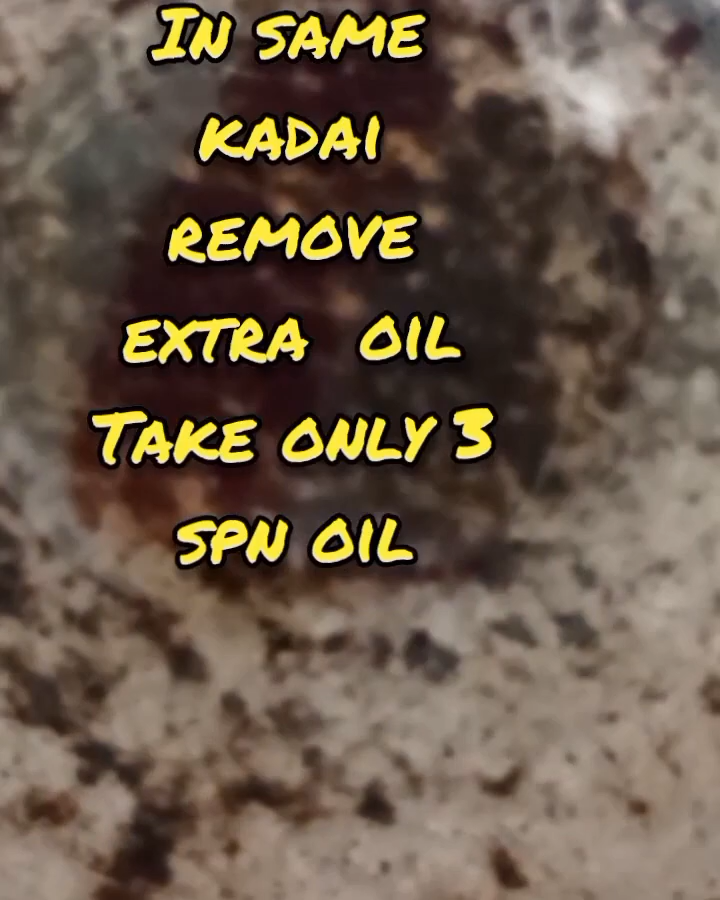 In same
kadai
remove
extra oil
Take only 3
spn oil